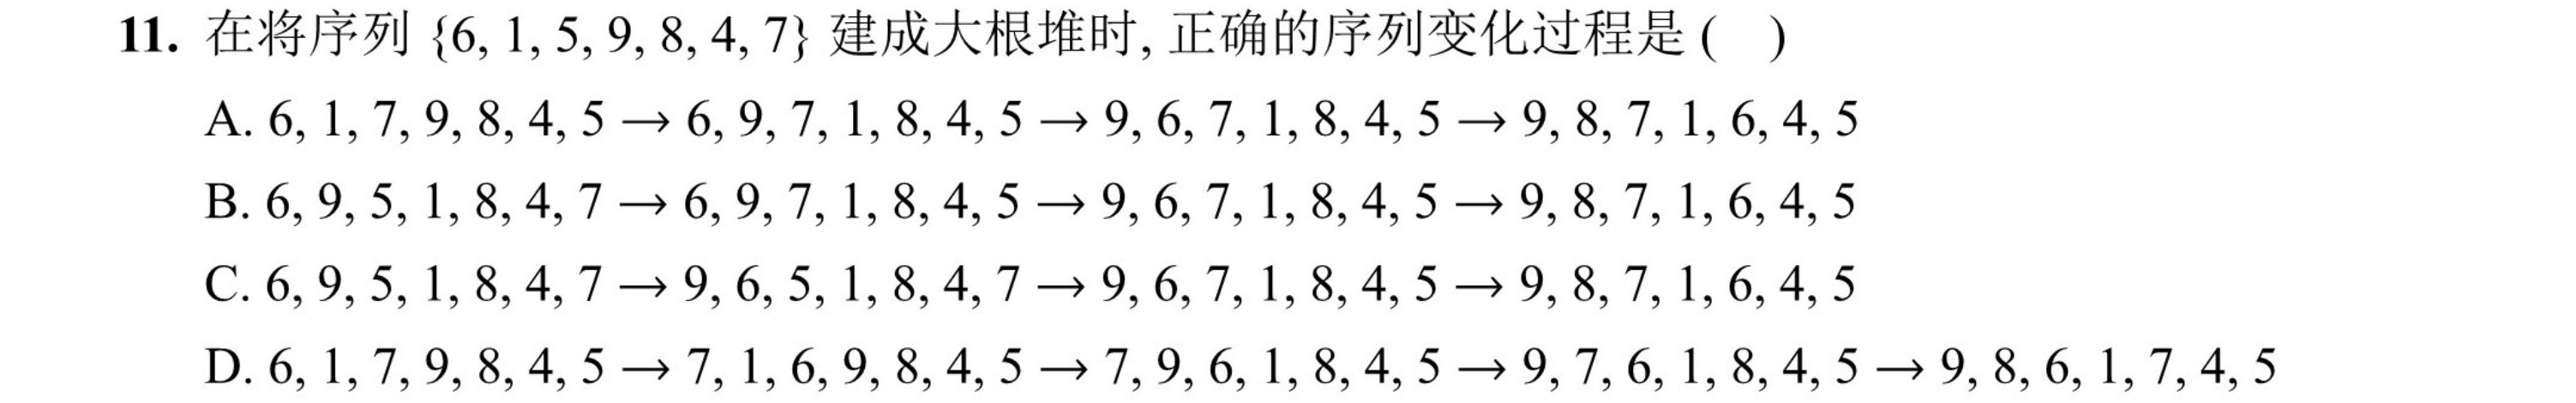 11. 在将序列 {6, 1, 5, 9, 8, 4, 7} 建成大根堆时, 正确的序列变化过程是 (  )
A. 6, 1, 7, 9, 8, 4, 5 → 6, 9, 7, 1, 8, 4, 5 → 9, 6, 7, 1, 8, 4, 5 → 9, 8, 7, 1, 6, 4, 5
B. 6, 9, 5, 1, 8, 4, 7 → 6, 9, 7, 1, 8, 4, 5 → 9, 6, 7, 1, 8, 4, 5 → 9, 8, 7, 1, 6, 4, 5
C. 6, 9, 5, 1, 8, 4, 7 → 9, 6, 5, 1, 8, 4, 7 → 9, 6, 7, 1, 8, 4, 5 → 9, 8, 7, 1, 6, 4, 5
D. 6, 1, 7, 9, 8, 4, 5 → 7, 1, 6, 9, 8, 4, 5 → 7, 9, 6, 1, 8, 4, 5 → 9, 7, 6, 1, 8, 4, 5 → 9, 8, 6, 1, 7, 4, 5